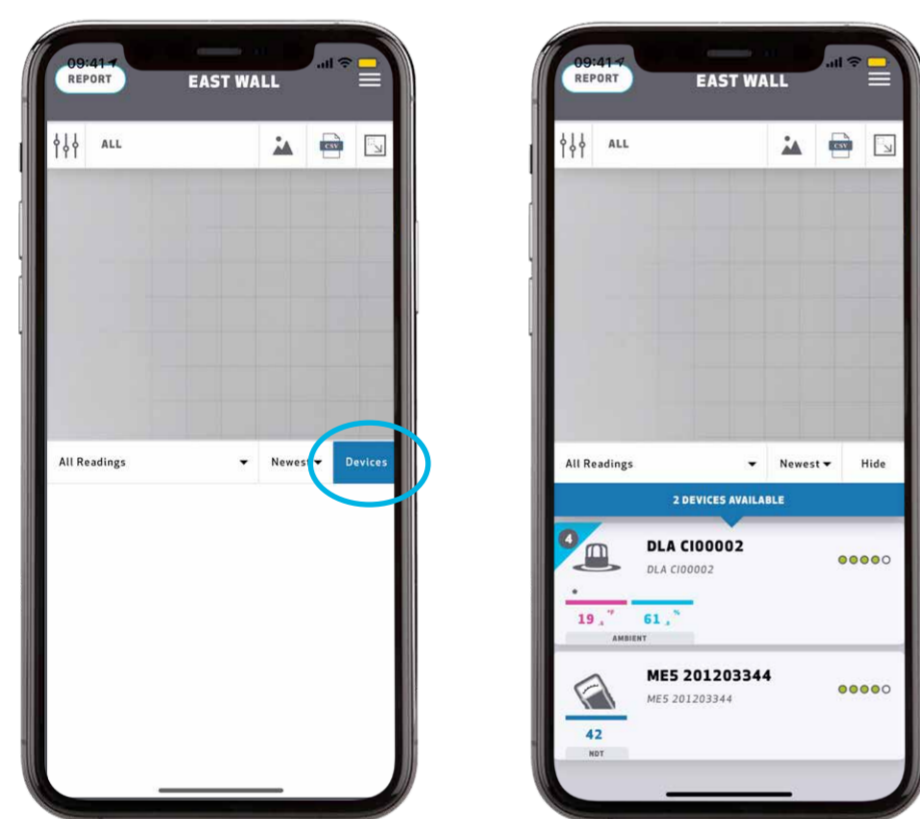 09:41
REPORT
EAST WALL
ALL
CSV
All Readings
Newest
Devices
09:41
REPORT
EAST WALL
ALL
CSV
All Readings
Newest
Hide
2 DEVICES AVAILABLE
4
DLA CI00002
DLA CI00002
19 °F 61 %
AMBIENT
ME5 201203344
ME5 201203344
42
NDT